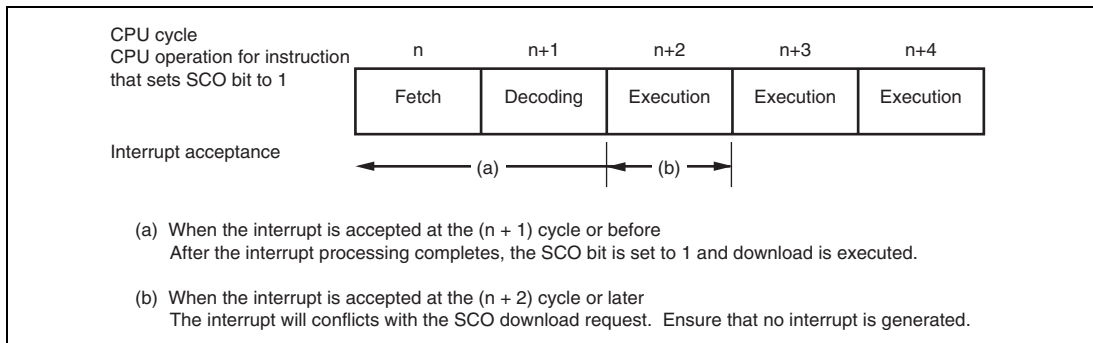 CPU cycle
CPU operation for instruction
that sets SCO bit to 1
n n+1 n+2 n+3 n+4
Fetch Decoding Execution Execution Execution
Interrupt acceptance
(a) (b)
(a) When the interrupt is accepted at the (n + 1) cycle or before
After the interrupt processing completes, the SCO bit is set to 1 and download is executed.
(b) When the interrupt is accepted at the (n + 2) cycle or later
The interrupt will conflicts with the SCO download request. Ensure that no interrupt is generated.